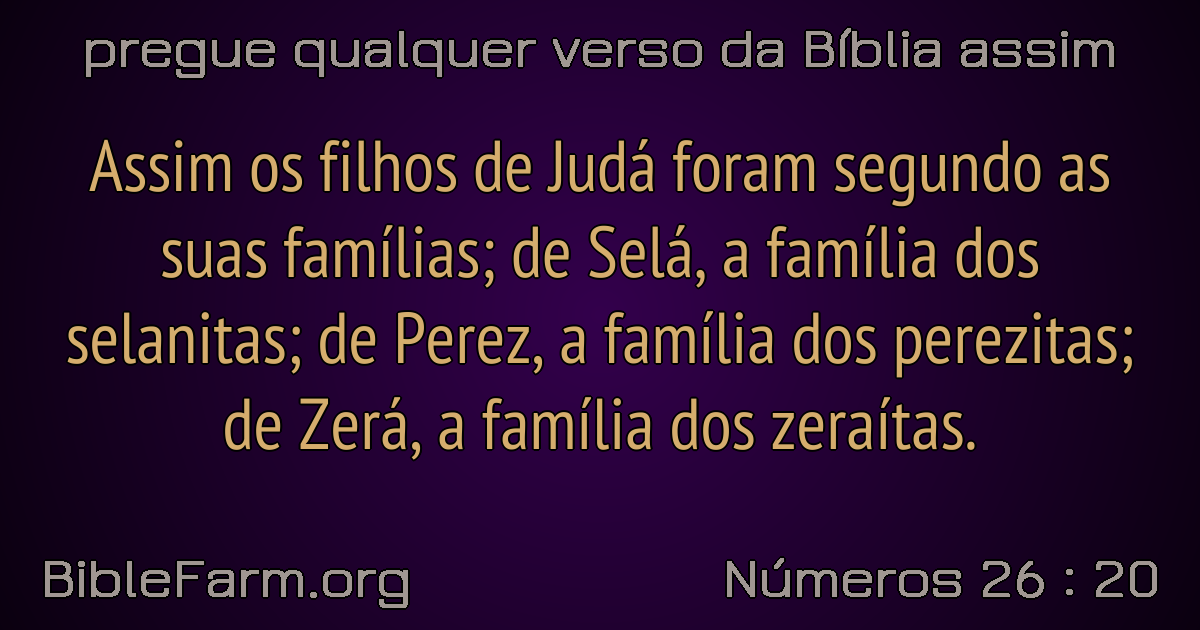 pregue qualquer verso da Bíblia assim
Assim os filhos de Judá foram segundo as
suas famílias; de Selá, a família dos
selanitas; de Perez, a família dos perezitas;
de Zerá, a família dos zeraítas.
BibleFarm.org
Números 26 : 20